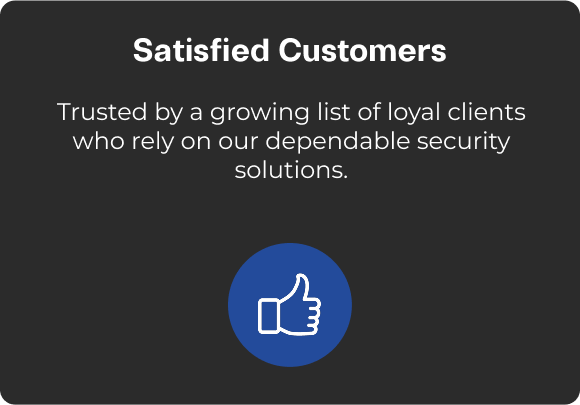 Satisfied Customers
Trusted by a growing list of loyal clients
who rely on our dependable security
solutions.